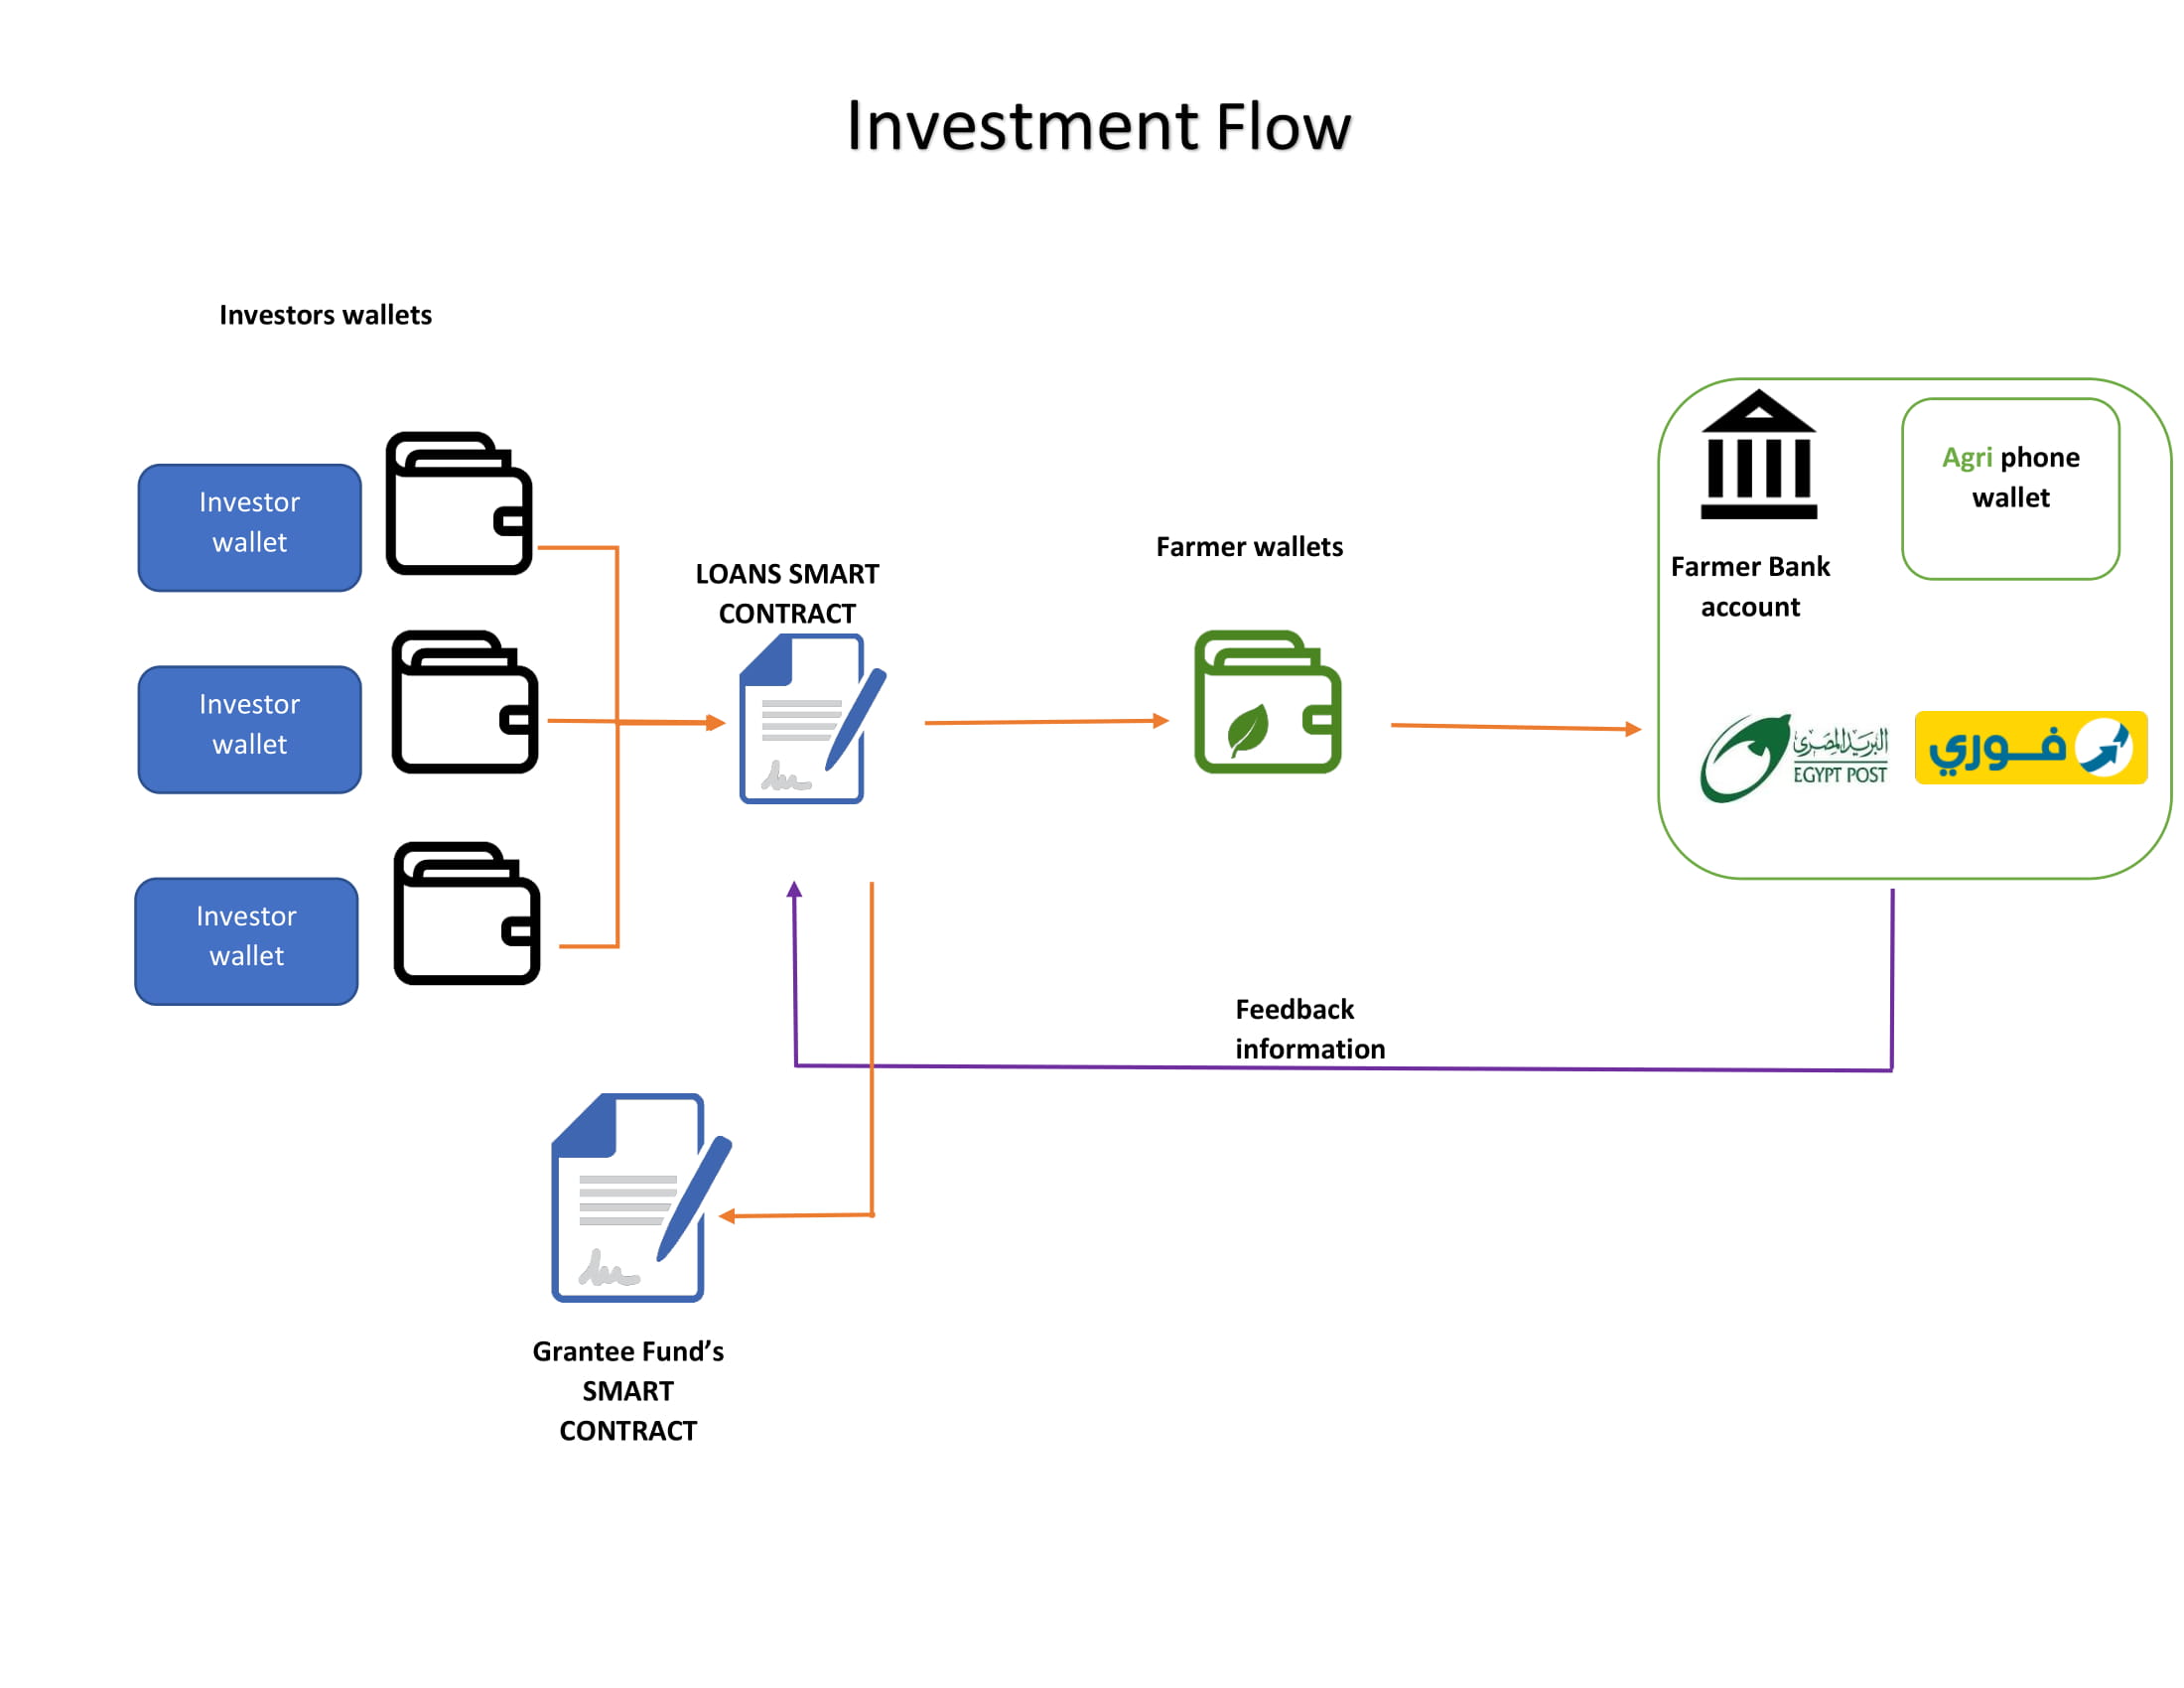 Investment Flow
Investors wallets
Investor
wallet
Investor
wallet
Investor
wallet
LOANS SMART
CONTRACT
Farmer wallets
Farmer Bank
account
Agri phone
wallet
البريد المصري
EGYPT POST
فوري
Feedback
information
Grantee Fund’s
SMART
CONTRACT